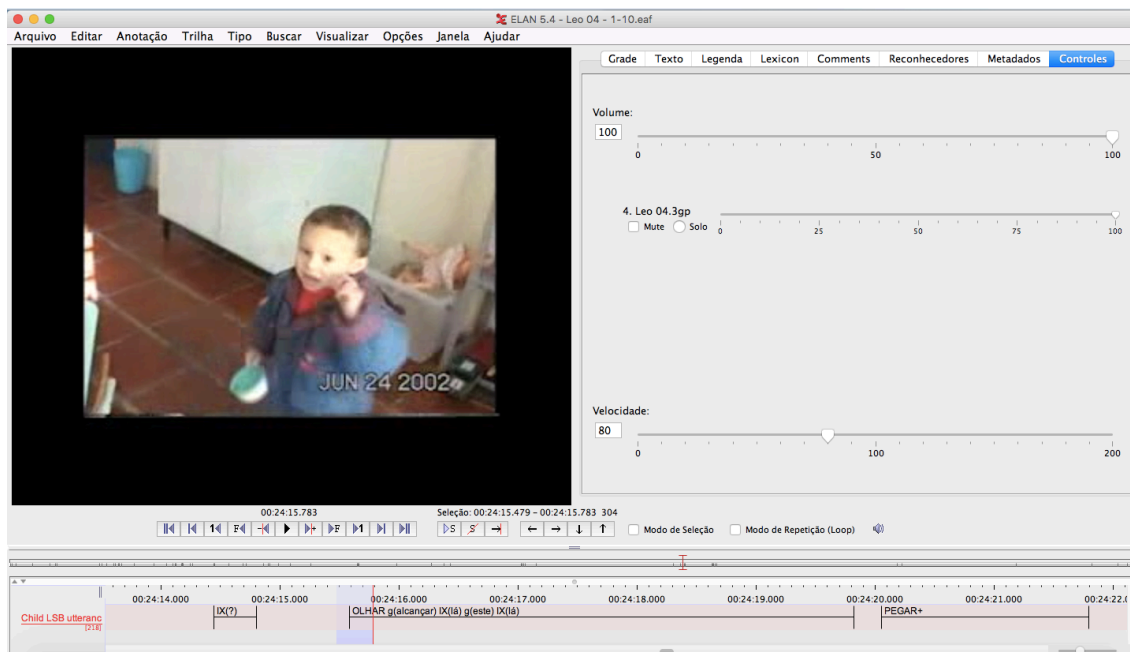 ELAN 5.4 - Leo 04 - 1-10.eaf
Arquivo Editar Anotação Trilha Tipo Buscar Visualizar Opções Janela Ajudar
Grade Texto Legenda Lexicon Comments Reconhecedores Metadados Controles
Volume:
100
0 50 100
4. Leo 04.3gp
Mute Solo
0 25 50 75 100
JUN 24 2002
Velocidade:
80
0 100 200
00:24:15.783 Seleção: 00:24:15.479 - 00:24:15.783 304
1 F + F 1 S S Modo de Seleção Modo de Repetição (Loop)
00:24:14.000 00:24:15.000 00:24:16.000 00:24:17.000 00:24:18.000 00:24:19.000 00:24:20.000 00:24:21.000 00:24:22.0
IX(?) OLHAR g(alcançar) IX(lá) g(este) IX(lá) PEGAR+
Child LSB utteranc
[218]